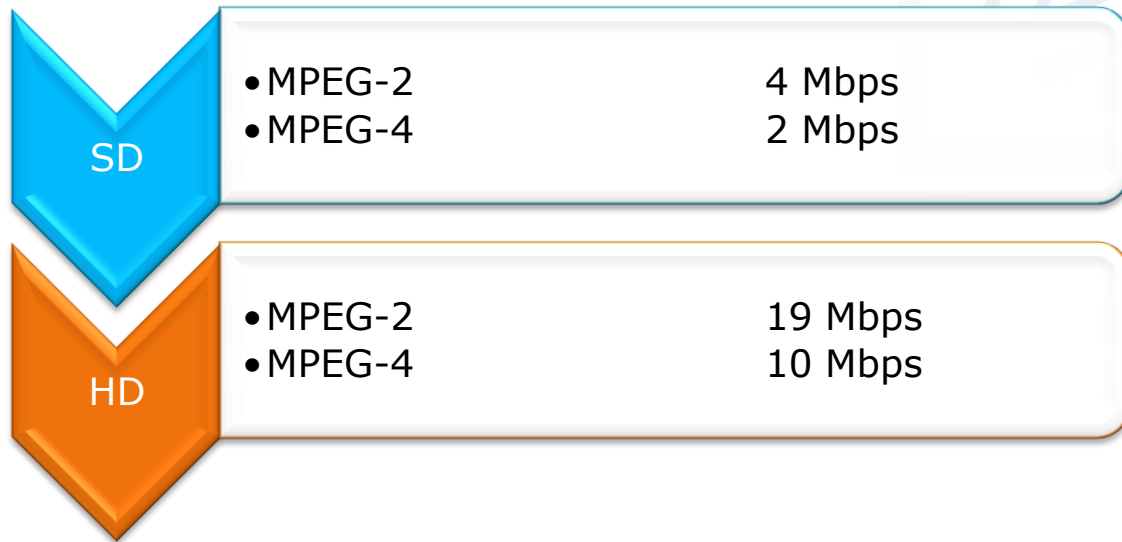 SD
•MPEG-2 4 Mbps
•MPEG-4 2 Mbps
HD
•MPEG-2 19 Mbps
•MPEG-4 10 Mbps